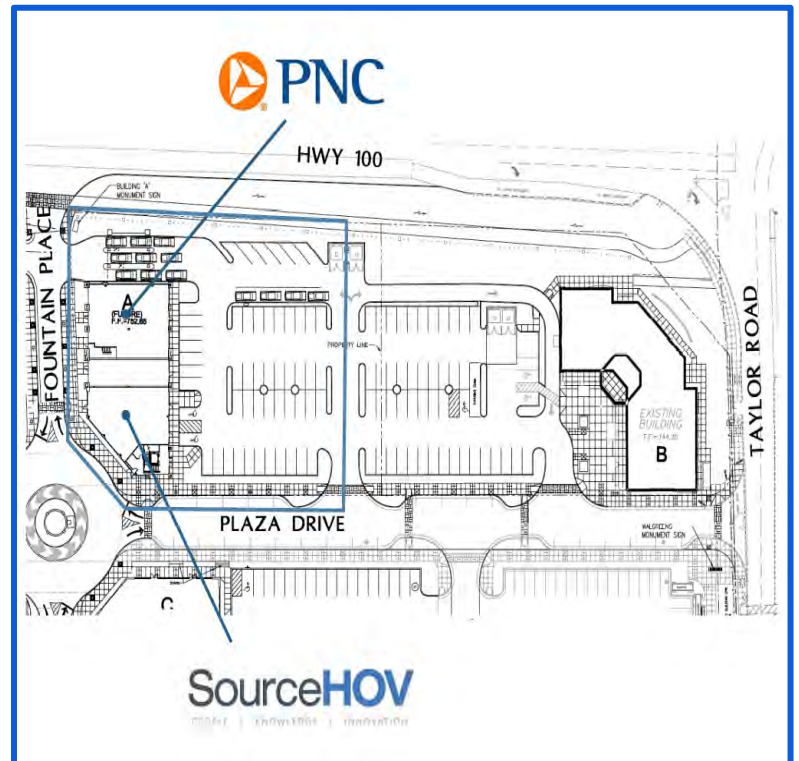 PNC
HWY 100
BUILDING 'A'
MONUMENT SIGN
FOUNTAIN PLACE
A
(FUTURE)
PROPERTY LINE
TAYLOR ROAD
EXISTING
BUILDING
B
PLAZA DRIVE
WALGREENS
MONUMENT SIGN
C
SourceHOV